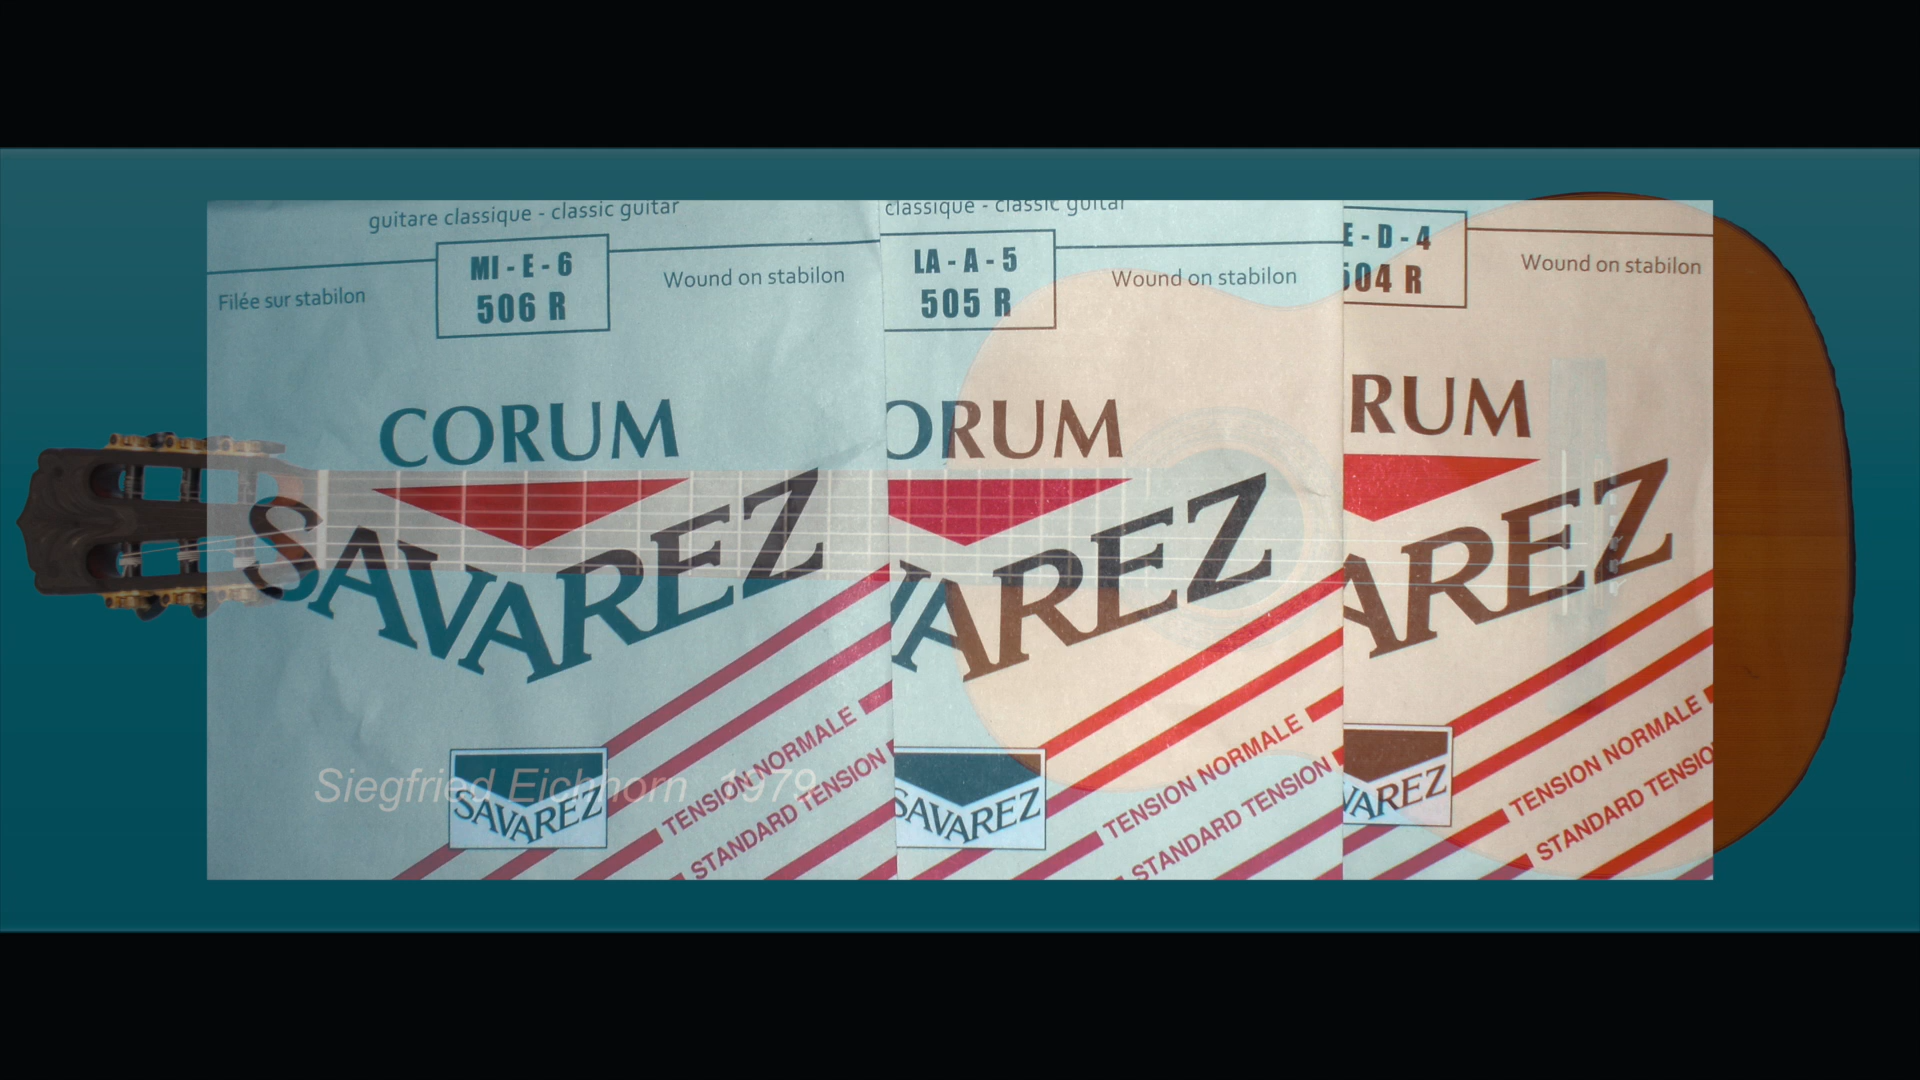 guitare classique - classic guitar
MI - E - 6
506 R
Filée sur stabilon
Wound on stabilon
CORUM
SAVAREZ
SAVAREZ
TENSION NORMALE
STANDARD TENSION
classique - classic guitar
LA - A - 5
505 R
Wound on stabilon
ORUM
VAREZ
SAVAREZ
TENSION NORMALE
STANDARD TENSION
E - D - 4
504 R
Wound on stabilon
RUM
AREZ
VAREZ
TENSION NORMALE
STANDARD TENSIO
Siegfried Eichhorn 1979